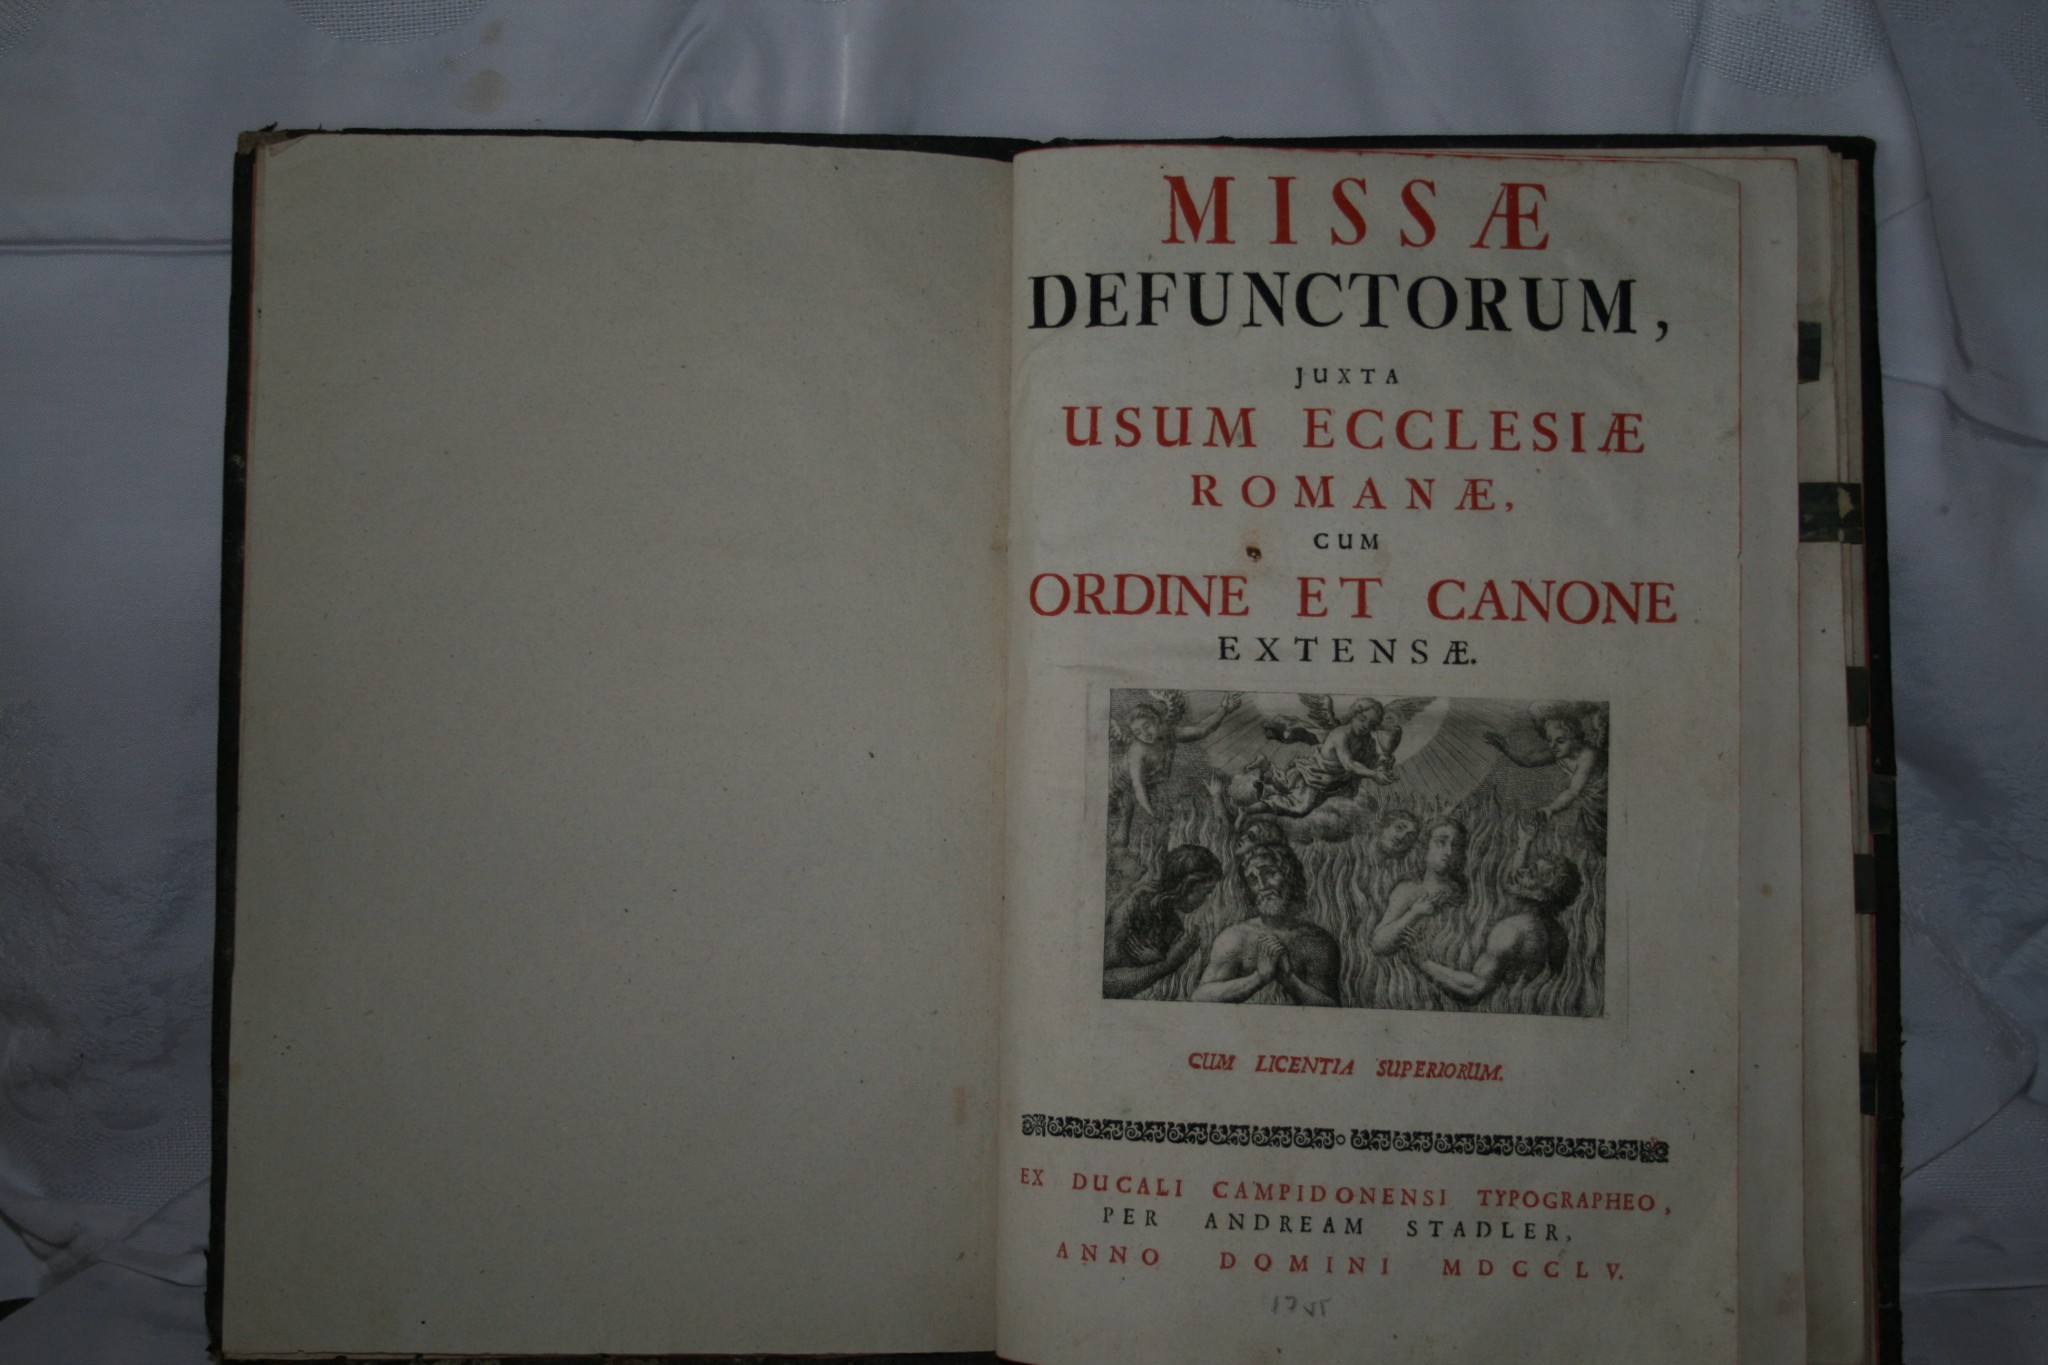 MISSÆ
DEFUNCTORUM,
JUXTA
USUM ECCLESIÆ
ROMANÆ,
CUM
ORDINE ET CANONE
EXTENSÆ.
CUM LICENTIA SUPERIORUM.
EX DUCALI CAMPIDONENSI TYPOGRAPHEO,
PER ANDREAM STADLER,
ANNO DOMINI MDCCLV.